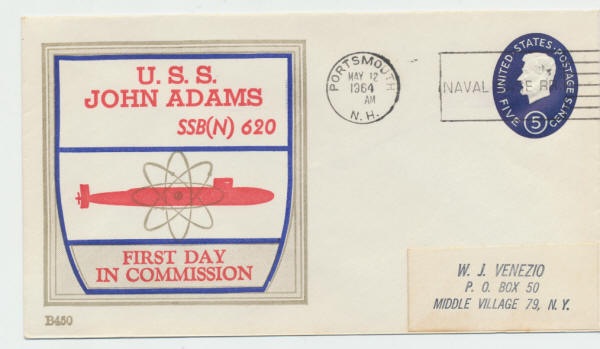 U.S.S.
JOHN ADAMS
SSB(N) 620
FIRST DAY
IN COMMISSION
B450
PORTSMOUTH
MAY 12
1964
AM
N.H.
NAVAL
UNITED STATES POSTAGE
FIVE 5 CENTS
W. J. VENEZIO
P. O. BOX 50
MIDDLE VILLAGE 79, N.Y.